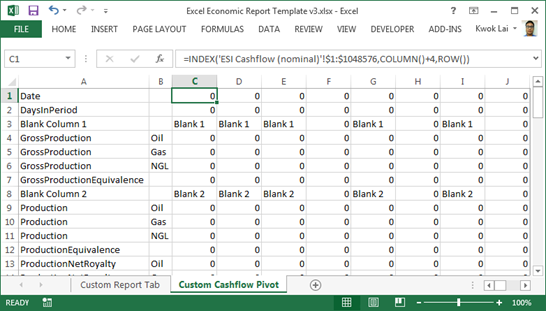 Excel Economic Report Template v3.xlsx - Excel
FILE HOME INSERT PAGE LAYOUT FORMULAS DATA REVIEW VIEW DEVELOPER ADD-INS Kwok Lai
C1 fx =INDEX('ESI Cashflow (nominal)'!$1:$1048576,COLUMN()+4,ROW())
A B C D E F G H I J
1 Date 0 0 0 0 0 0 0 0
2 DaysInPeriod 0 0 0 0 0 0 0 0
3 Blank Column 1 Blank 1 Blank 1 Blank 1 0 Blank 1 0 Blank 1 0
4 GrossProduction Oil 0 0 0 0 0 0 0 0
5 GrossProduction Gas 0 0 0 0 0 0 0 0
6 GrossProduction NGL 0 0 0 0 0 0 0 0
7 GrossProductionEquivalence 0 0 0 0 0 0 0 0
8 Blank Column 2 Blank 2 Blank 2 Blank 2 0 Blank 2 0 Blank 2 0
9 Production Oil 0 0 0 0 0 0 0 0
10 Production Gas 0 0 0 0 0 0 0 0
11 Production NGL 0 0 0 0 0 0 0 0
12 ProductionEquivalence 0 0 0 0 0 0 0 0
13 ProductionNetRoyalty Oil 0 0 0 0 0 0 0 0
Custom Report Tab Custom Cashflow Pivot
READY 100%